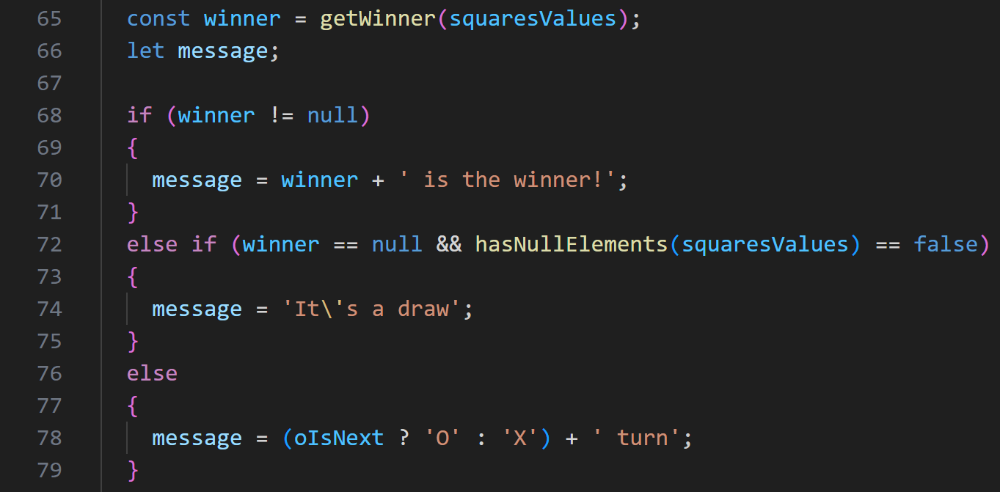 65 const winner = getWinner(squaresValues);
66 let message;
67
68 if (winner != null)
69 {
70 message = winner + ' is the winner!';
71 }
72 else if (winner == null && hasNullElements(squaresValues) == false)
73 {
74 message = 'It\'s a draw';
75 }
76 else
77 {
78 message = (oIsNext ? 'O' : 'X') + ' turn';
79 }